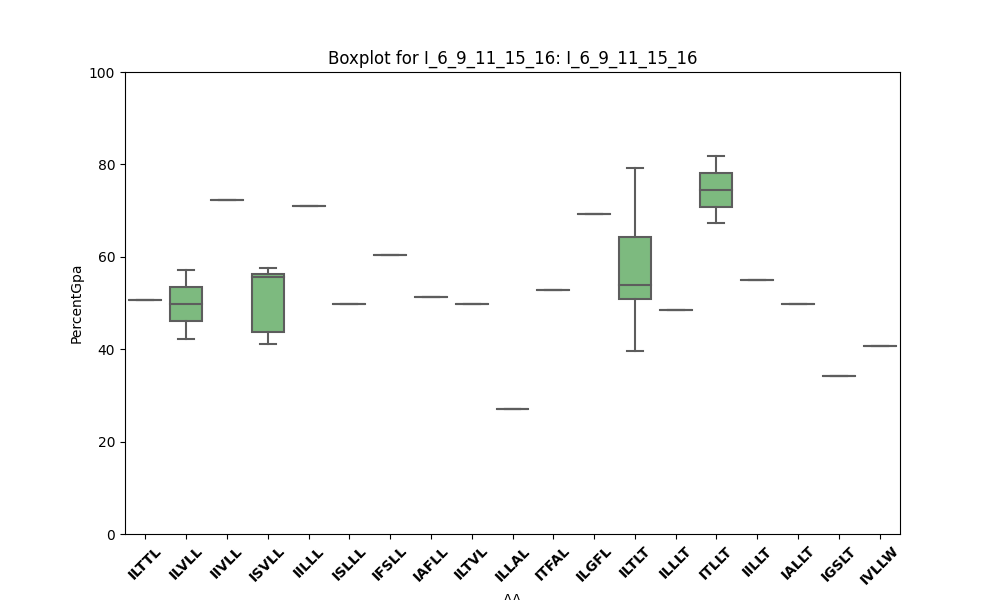 Boxplot for I_6_9_11_15_16: I_6_9_11_15_16
PercentGpa
100
80
60
40
20
0
ILTTL
ILVLL
IIVLL
ISVLL
IILLL
ISLLL
IFSLL
IAFLL
ILTVL
ILLAL
ITFAL
ILGFL
ILTLT
ILLLT
ITLLT
IILLT
IALLT
IGSLT
IVLLW
AA